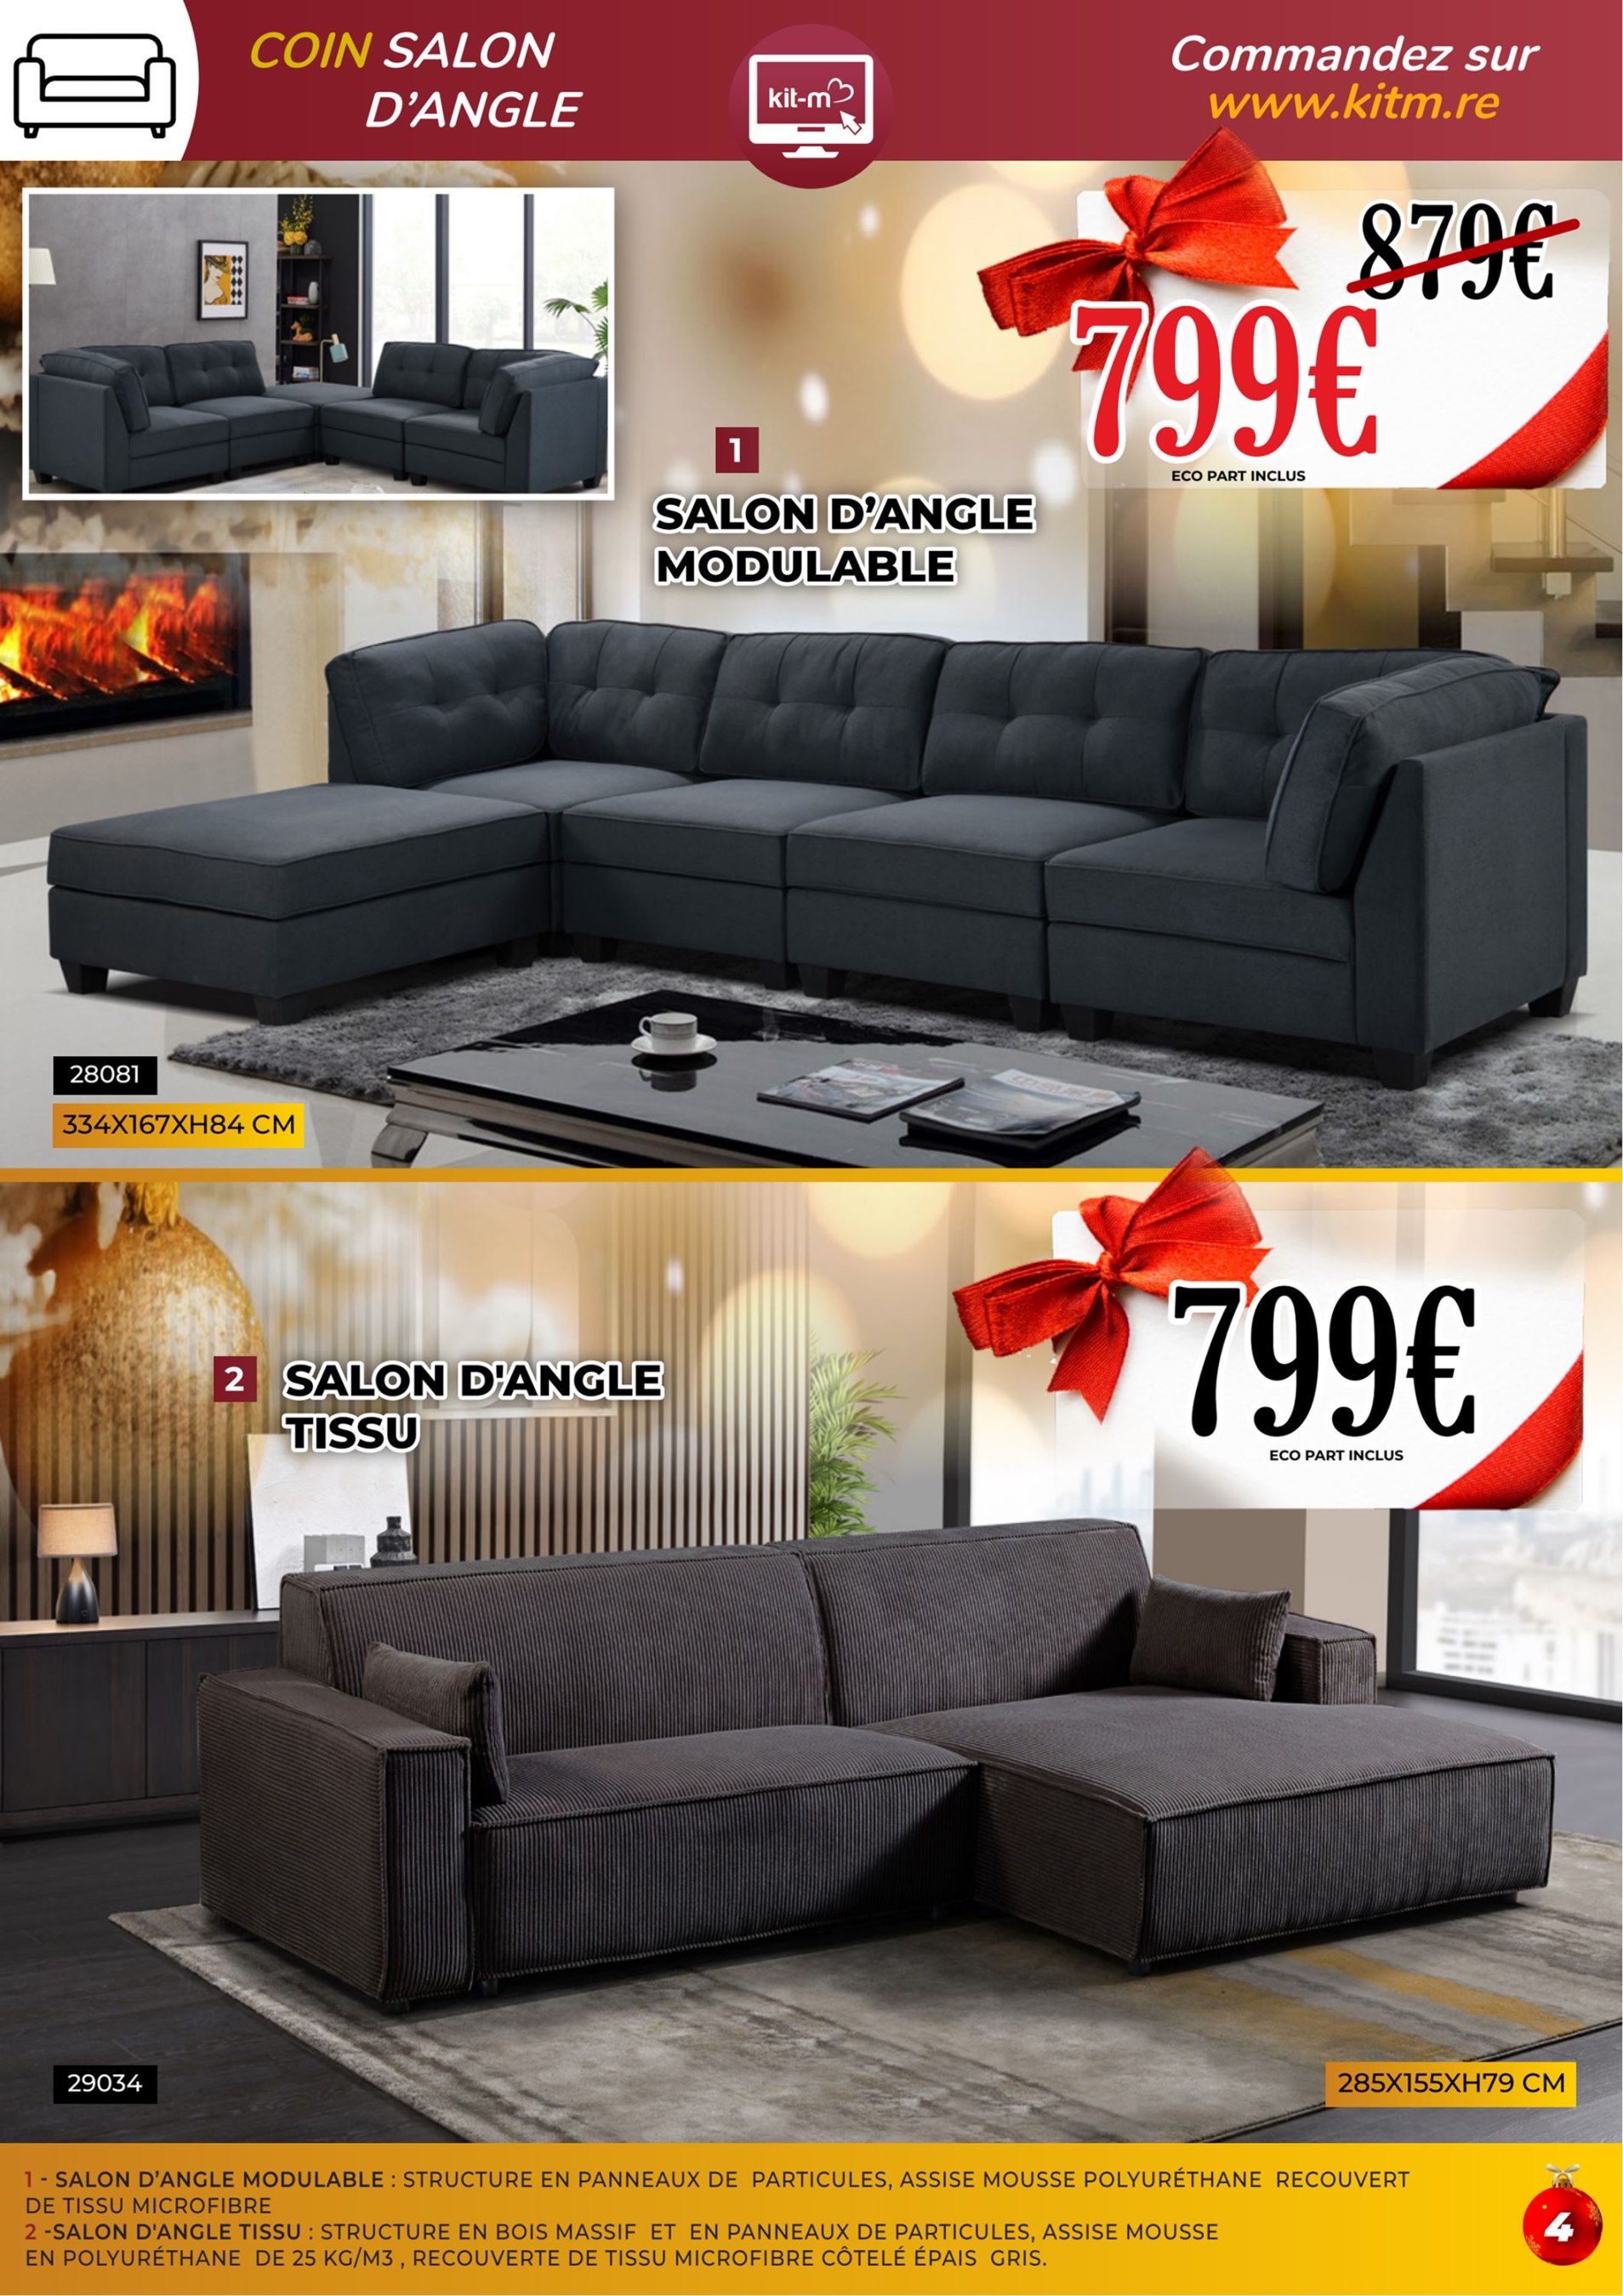 COIN SALON
D'ANGLE
kit-m
Commandez sur
www.kitm.re
879€
799€
ECO PART INCLUS
1
SALON D'ANGLE
MODULABLE
28081
334X167XH84 CM
799€
ECO PART INCLUS
2
SALON D'ANGLE
TISSU
29034
285X155XH79 CM
1 - SALON D'ANGLE MODULABLE : STRUCTURE EN PANNEAUX DE PARTICULES, ASSISE MOUSSE POLYURÉTHANE RECOUVERT
DE TISSU MICROFIBRE
2 -SALON D'ANGLE TISSU : STRUCTURE EN BOIS MASSIF ET EN PANNEAUX DE PARTICULES, ASSISE MOUSSE
EN POLYURÉTHANE DE 25 KG/M3 , RECOUVERTE DE TISSU MICROFIBRE CÔTELÉ ÉPAIS GRIS.
4